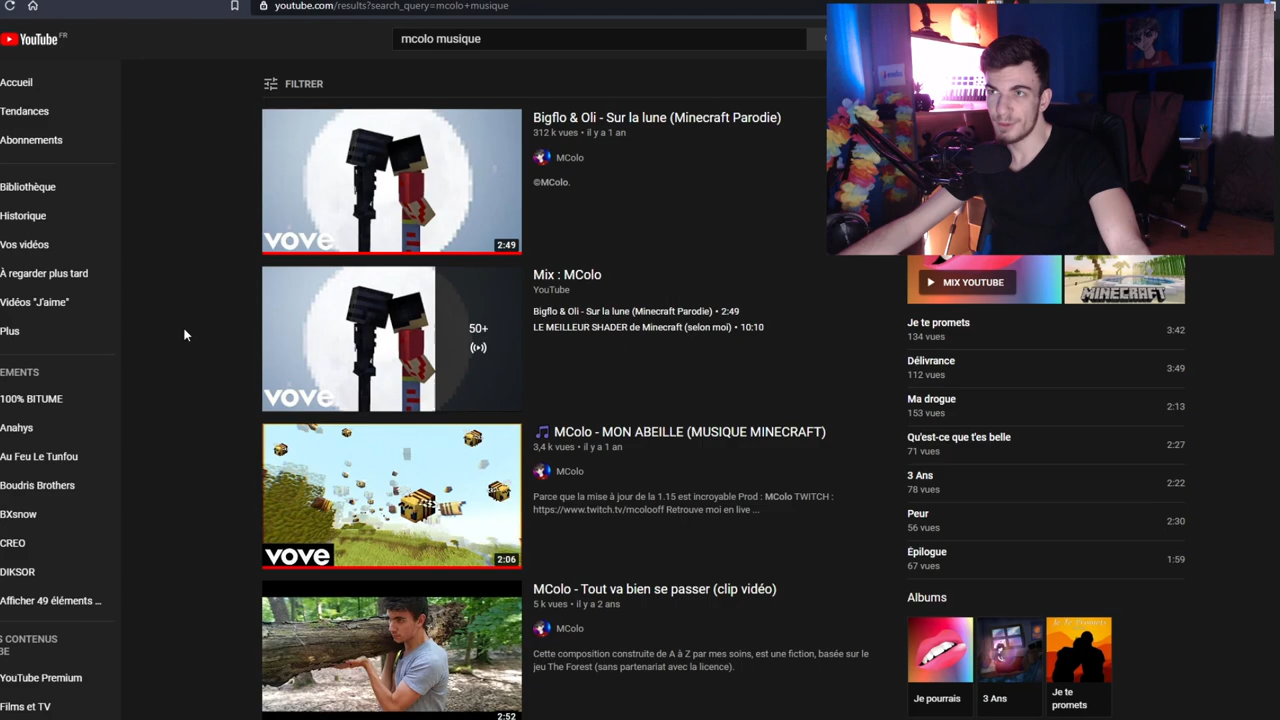 youtube.com/results?search_query=mcolo+musique
YouTube FR
mcolo musique
Accueil
Tendances
Abonnements
Bibliothèque
Historique
Vos vidéos
À regarder plus tard
Vidéos "J'aime"
Plus
EMENTS
100% BITUME
Anahys
Au Feu Le Tunfou
Boudris Brothers
BXsnow
CREO
DIKSOR
Afficher 49 éléments ...
S CONTENUS
BE
YouTube Premium
Films et TV
FILTRER
vove
2:49
Bigflo & Oli - Sur la lune (Minecraft Parodie)
312 k vues • il y a 1 an
MColo
©MColo.
vove
50+
Mix : MColo
YouTube
Bigflo & Oli - Sur la lune (Minecraft Parodie) • 2:49
LE MEILLEUR SHADER de Minecraft (selon moi) • 10:10
vove
2:06
🎵 MColo - MON ABEILLE (MUSIQUE MINECRAFT)
3,4 k vues • il y a 1 an
MColo
Parce que la mise à jour de la 1.15 est incroyable Prod : MColo TWITCH :
https://www.twitch.tv/mcolooff Retrouve moi en live ...
2:52
MColo - Tout va bien se passer (clip vidéo)
5 k vues • il y a 2 ans
MColo
Cette composition construite de A à Z par mes soins, est une fiction, basée sur le
jeu The Forest (sans partenariat avec la licence).
MIX YOUTUBE
MINECRAFT
Je te promets
134 vues
3:42
Délivrance
112 vues
3:49
Ma drogue
153 vues
2:13
Qu'est-ce que t'es belle
71 vues
2:27
3 Ans
78 vues
2:22
Peur
56 vues
2:30
Épilogue
67 vues
1:59
Albums
Je Te Promets
Je pourrais
3 Ans
Je te
promets